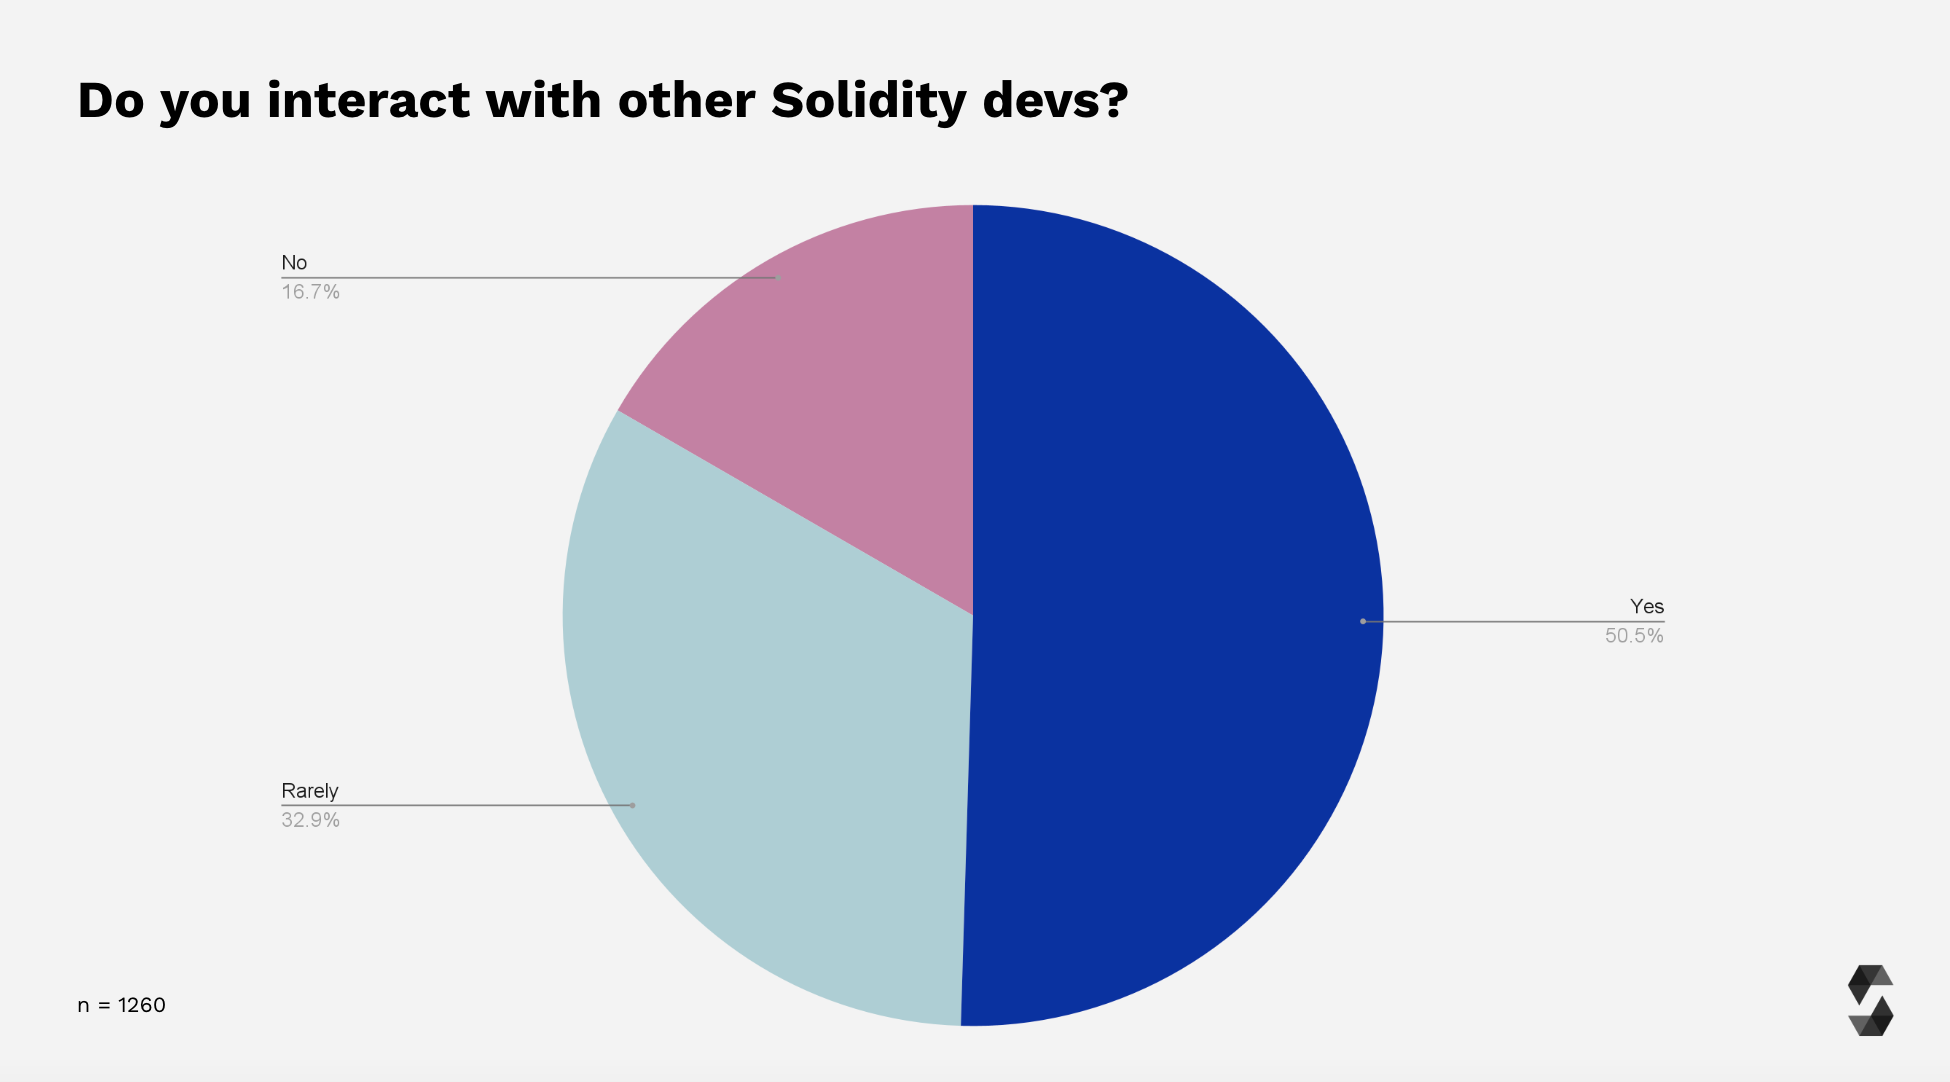 Do you interact with other Solidity devs?
No
16.7%
Yes
50.5%
Rarely
32.9%
n = 1260